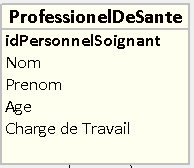 ProfessionelDeSante
idPersonnelSoignant
Nom
Prenom
Age
Charge de Travail